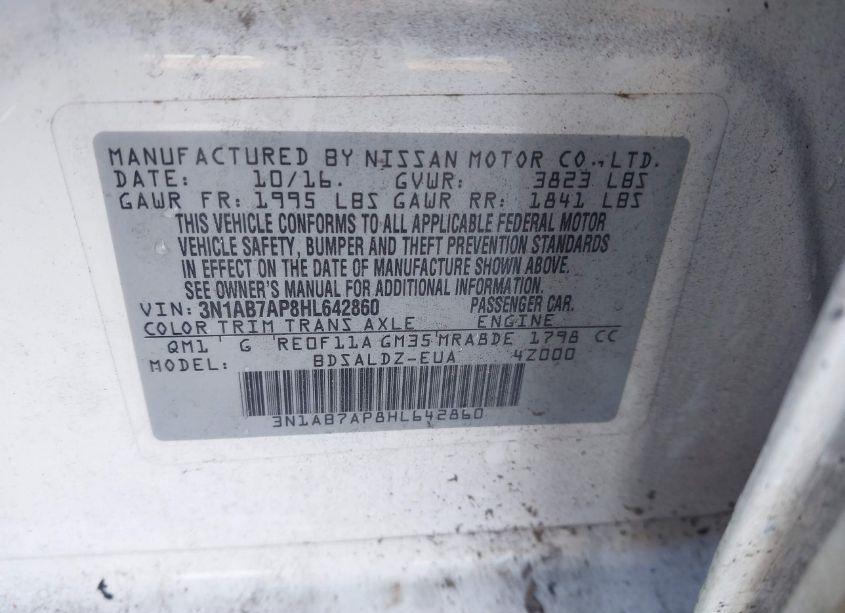 MANUFACTURED BY NISSAN MOTOR CO., LTD.
DATE: 10/16. GVWR: 3823 LBS
GAWR FR: 1995 LBS GAWR RR: 1841 LBS
THIS VEHICLE CONFORMS TO ALL APPLICABLE FEDERAL MOTOR
VEHICLE SAFETY, BUMPER AND THEFT PREVENTION STANDARDS
IN EFFECT ON THE DATE OF MANUFACTURE SHOWN ABOVE.
SEE OWNER'S MANUAL FOR ADDITIONAL INFORMATION.
VIN: 3N1AB7AP8HL642860 PASSENGER CAR.
COLOR TRIM TRANS AXLE ENGINE
QM1 G RE0F11A GM35 MRA8DE 1798 CC
MODEL: BDSALDZ-EUA 4Z000
3N1AB7AP8HL642860